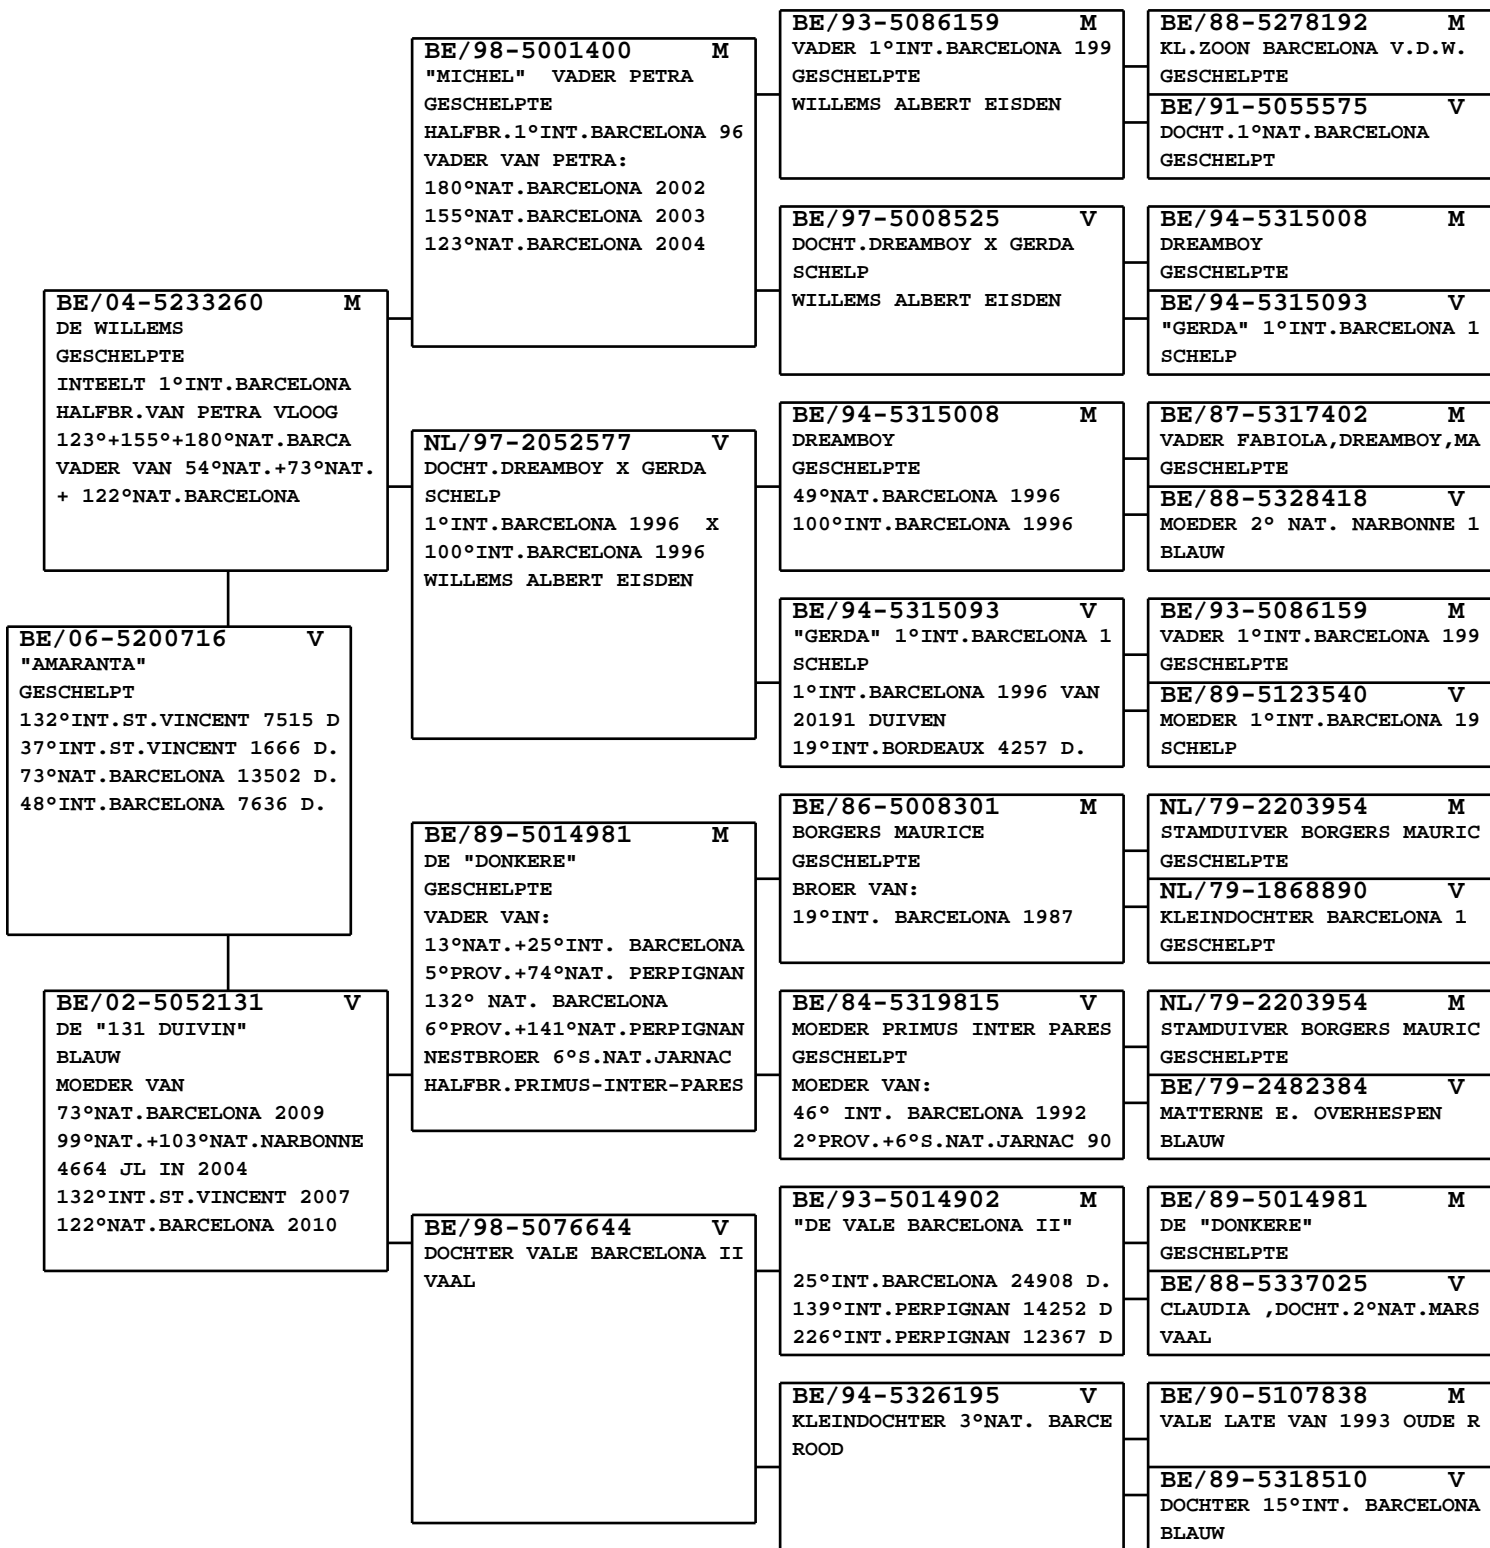 BE/06-5200716 V
"AMARANTA"
GESCHELPT
132°INT.ST.VINCENT 7515 D
37°INT.ST.VINCENT 1666 D.
73°NAT.BARCELONA 13502 D.
48°INT.BARCELONA 7636 D.
BE/04-5233260 M
DE WILLEMS
GESCHELPTE
INTEELT 1°INT.BARCELONA
HALFBR.VAN PETRA VLOOG
123°+155°+180°NAT.BARCA
VADER VAN 54°NAT.+73°NAT.
+ 122°NAT.BARCELONA
BE/02-5052131 V
DE "131 DUIVIN"
BLAUW
MOEDER VAN
73°NAT.BARCELONA 2009
99°NAT.+103°NAT.NARBONNE
4664 JL IN 2004
132°INT.ST.VINCENT 2007
122°NAT.BARCELONA 2010
BE/98-5001400 M
"MICHEL" VADER PETRA
GESCHELPTE
HALFBR.1°INT.BARCELONA 96
VADER VAN PETRA:
180°NAT.BARCELONA 2002
155°NAT.BARCELONA 2003
123°NAT.BARCELONA 2004
NL/97-2052577 V
DOCHT.DREAMBOY X GERDA
SCHELP
1°INT.BARCELONA 1996 X
100°INT.BARCELONA 1996
WILLEMS ALBERT EISDEN
BE/89-5014981 M
DE "DONKERE"
GESCHELPTE
VADER VAN:
13°NAT.+25°INT. BARCELONA
5°PROV.+74°NAT. PERPIGNAN
132° NAT. BARCELONA
6°PROV.+141°NAT.PERPIGNAN
NESTBROER 6°S.NAT.JARNAC
HALFBR.PRIMUS-INTER-PARES
BE/98-5076644 V
DOCHTER VALE BARCELONA II
VAAL
BE/93-5086159 M
VADER 1°INT.BARCELONA 199
GESCHELPTE
WILLEMS ALBERT EISDEN
BE/97-5008525 V
DOCHT.DREAMBOY X GERDA
SCHELP
WILLEMS ALBERT EISDEN
BE/94-5315008 M
DREAMBOY
GESCHELPTE
49°NAT.BARCELONA 1996
100°INT.BARCELONA 1996
BE/94-5315093 V
"GERDA" 1°INT.BARCELONA 1
SCHELP
1°INT.BARCELONA 1996 VAN
20191 DUIVEN
19°INT.BORDEAUX 4257 D.
BE/86-5008301 M
BORGERS MAURICE
GESCHELPTE
BROER VAN:
19°INT. BARCELONA 1987
BE/84-5319815 V
MOEDER PRIMUS INTER PARES
GESCHELPT
MOEDER VAN:
46° INT. BARCELONA 1992
2°PROV.+6°S.NAT.JARNAC 90
BE/93-5014902 M
"DE VALE BARCELONA II"
25°INT.BARCELONA 24908 D.
139°INT.PERPIGNAN 14252 D
226°INT.PERPIGNAN 12367 D
BE/94-5326195 V
KLEINDOCHTER 3°NAT. BARCE
ROOD
BE/88-5278192 M
KL.ZOON BARCELONA V.D.W.
GESCHELPTE
BE/91-5055575 V
DOCHT.1°NAT.BARCELONA
GESCHELPT
BE/94-5315008 M
DREAMBOY
GESCHELPTE
BE/94-5315093 V
"GERDA" 1°INT.BARCELONA 1
SCHELP
BE/87-5317402 M
VADER FABIOLA,DREAMBOY,MA
GESCHELPTE
BE/88-5328418 V
MOEDER 2° NAT. NARBONNE 1
BLAUW
BE/93-5086159 M
VADER 1°INT.BARCELONA 199
GESCHELPTE
BE/89-5123540 V
MOEDER 1°INT.BARCELONA 19
SCHELP
NL/79-2203954 M
STAMDUIVER BORGERS MAURIC
GESCHELPTE
NL/79-1868890 V
KLEINDOCHTER BARCELONA 1
GESCHELPT
NL/79-2203954 M
STAMDUIVER BORGERS MAURIC
GESCHELPTE
BE/79-2482384 V
MATTERNE E. OVERHESPEN
BLAUW
BE/89-5014981 M
DE "DONKERE"
GESCHELPTE
BE/88-5337025 V
CLAUDIA ,DOCHT.2°NAT.MARS
VAAL
BE/90-5107838 M
VALE LATE VAN 1993 OUDE R
BE/89-5318510 V
DOCHTER 15°INT. BARCELONA
BLAUW